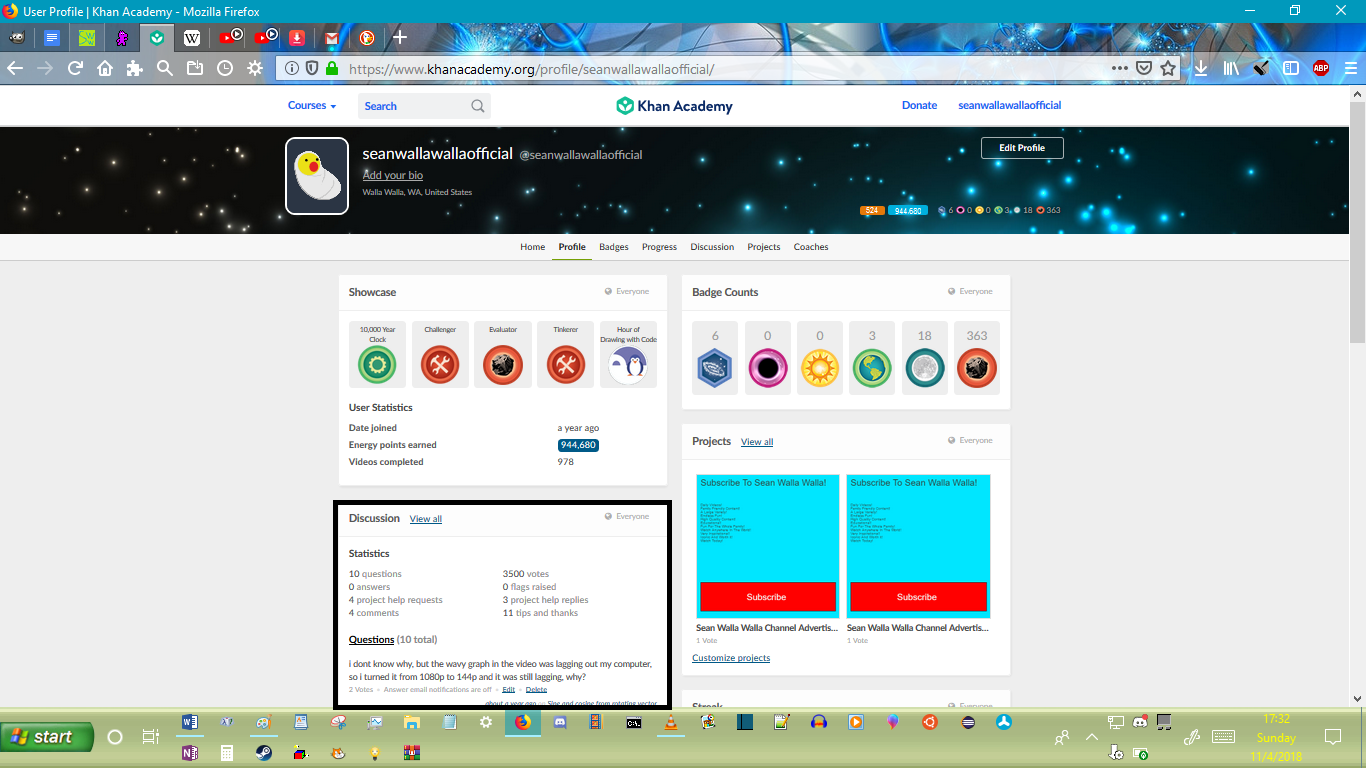 User Profile | Khan Academy - Mozilla Firefox
https://www.khanacademy.org/profile/seanwallawallaofficial/
ABP
Courses
Search
Khan Academy
Donate
seanwallawallaofficial
seanwallawallaofficial @seanwallawallaofficial
Edit Profile
Add your bio
Walla Walla, WA, United States
524 944,680 6 0 0 3 18 363
Home Profile Badges Progress Discussion Projects Coaches
Showcase Everyone
10,000 Year Clock
Challenger
Evaluator
Tinkerer
Hour of Drawing with Code
User Statistics
Date joined a year ago
Energy points earned 944,680
Videos completed 978
Badge Counts Everyone
6 0 0 3 18 363
Projects View all Everyone
Subscribe To Sean Walla Walla!
Subscribe
Sean Walla Walla Channel Advertis...
1 Vote
Subscribe To Sean Walla Walla!
Subscribe
Sean Walla Walla Channel Advertis...
1 Vote
Customize projects
Streak Everyone
Discussion View all Everyone
Statistics
10 questions 3500 votes
0 answers 0 flags raised
4 project help requests 3 project help replies
4 comments 11 tips and thanks
Questions (10 total)
i dont know why, but the wavy graph in the video was lagging out my computer,
so i turned it from 1080p to 144p and it was still lagging, why?
2 Votes • Answer email notifications are off • Edit • Delete
about a year ago — Sine and cosine from rotating vector
start
17:32
Sunday
11/4/2018